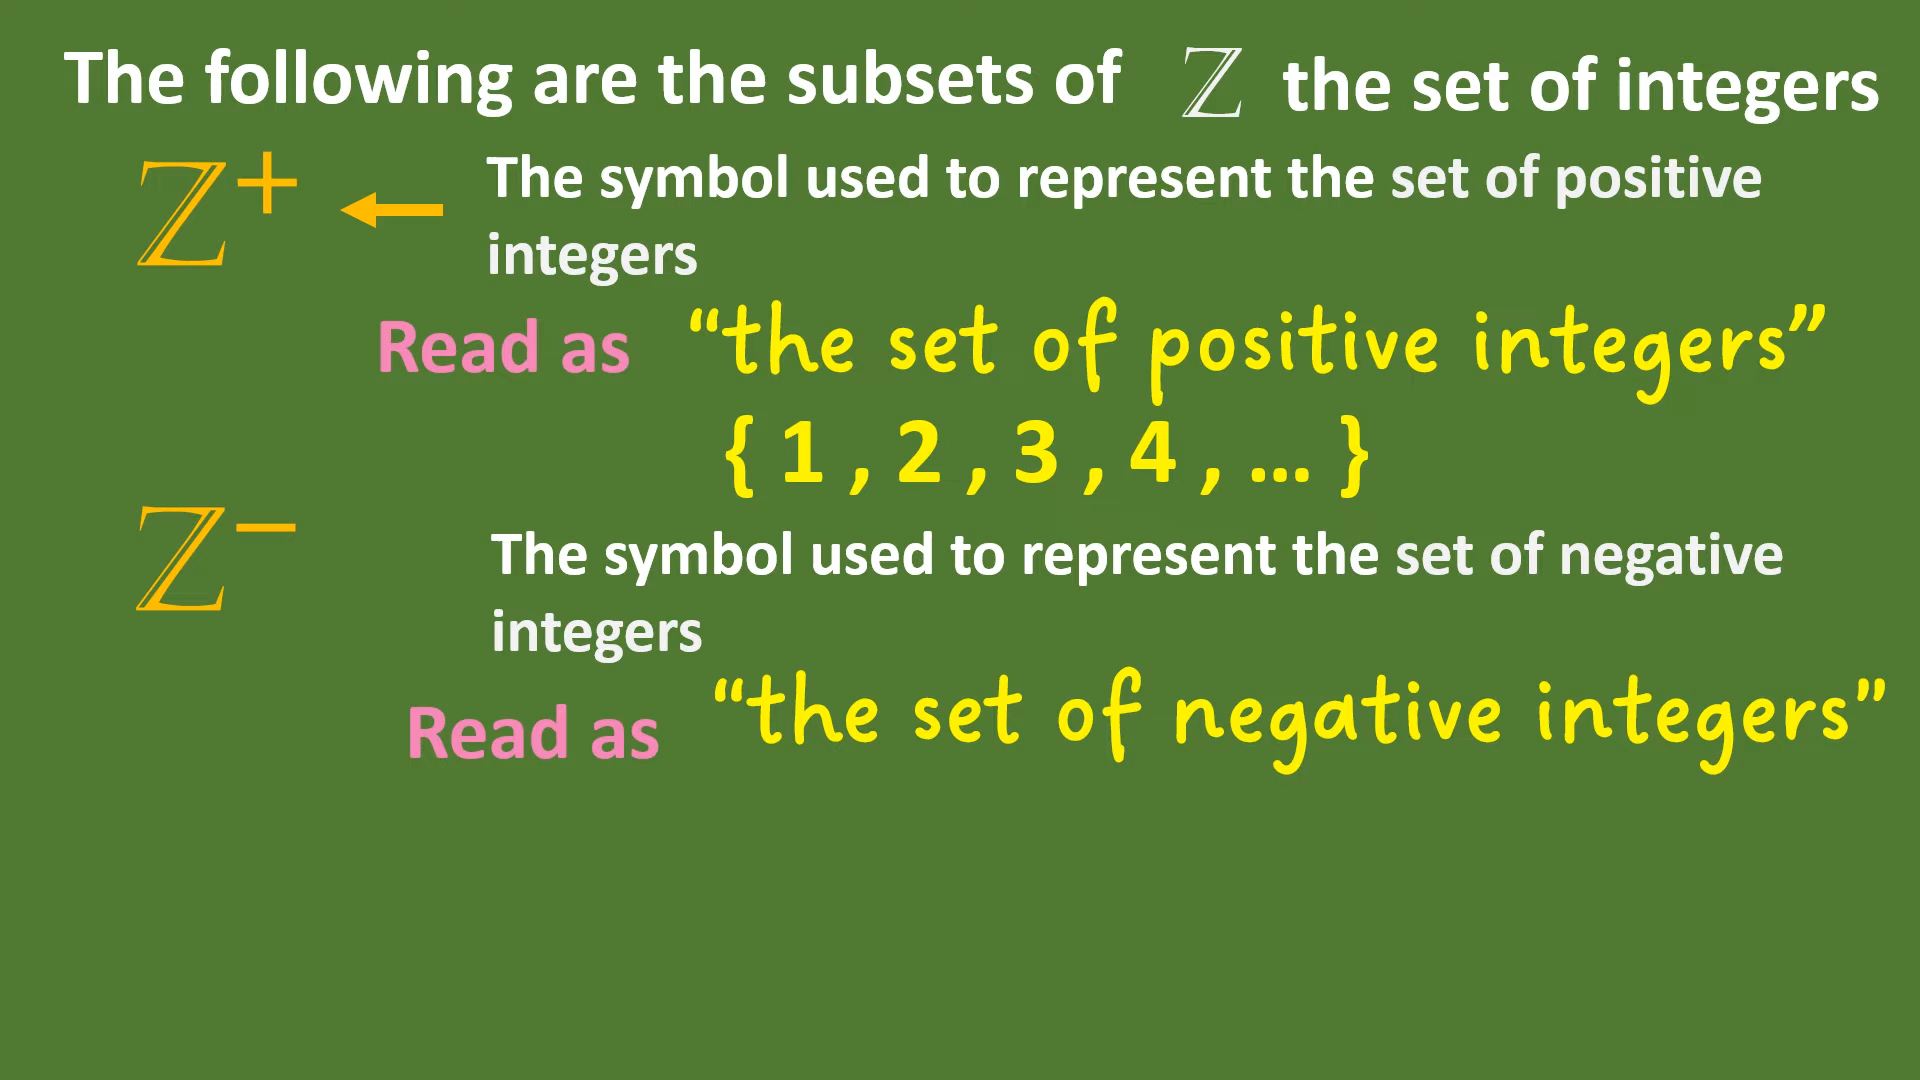 The following are the subsets of ℤ the set of integers
ℤ⁺ The symbol used to represent the set of positive
integers
Read as “the set of positive integers”
{ 1 , 2 , 3 , 4 , ... }
ℤ⁻ The symbol used to represent the set of negative
integers
Read as “the set of negative integers”